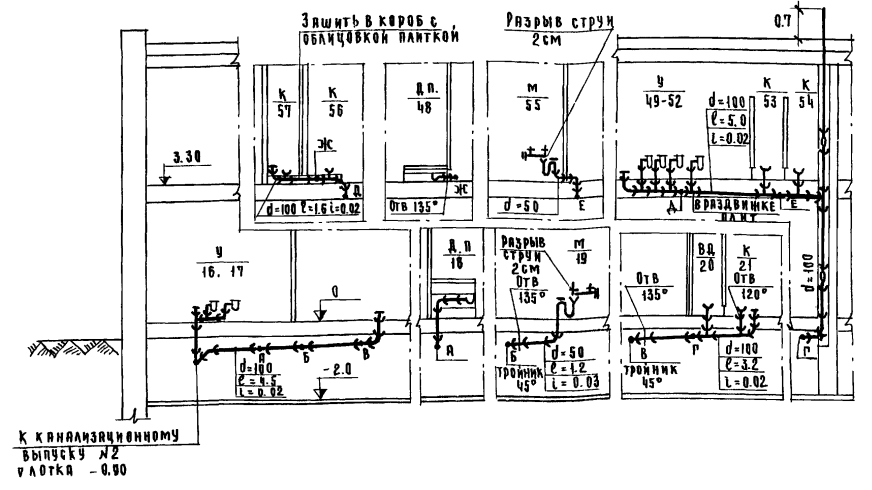 Зашить в короб с
облицовкой плиткой
Разрыв струи
2см
0.7
К
57
К
56
Д.П.
48
М
55
У
49-52
d=100
l=5.0
i=0.02
К
53
К
54
3.30
Ж
Д
d=100 l=1.6 i=0.02
Отв 135°
Ж
d=50
Е
Д
в раздвижке
плит
Е
У
16. 17
0
Д.П
18
Разрыв
струи
2см
Отв
135°
М
19
Отв
135°
ВД
20
К
21
Отв
120°
d=100
А
Б
В
d=100
l=4.5
i=0.02
-2.0
А
Б
тройник
45°
d=50
l=1.2
i=0.03
В
тройник
45°
Г
d=100
l=3.2
i=0.02
Г
К канализационному
выпуску №2
у лотка -0.90